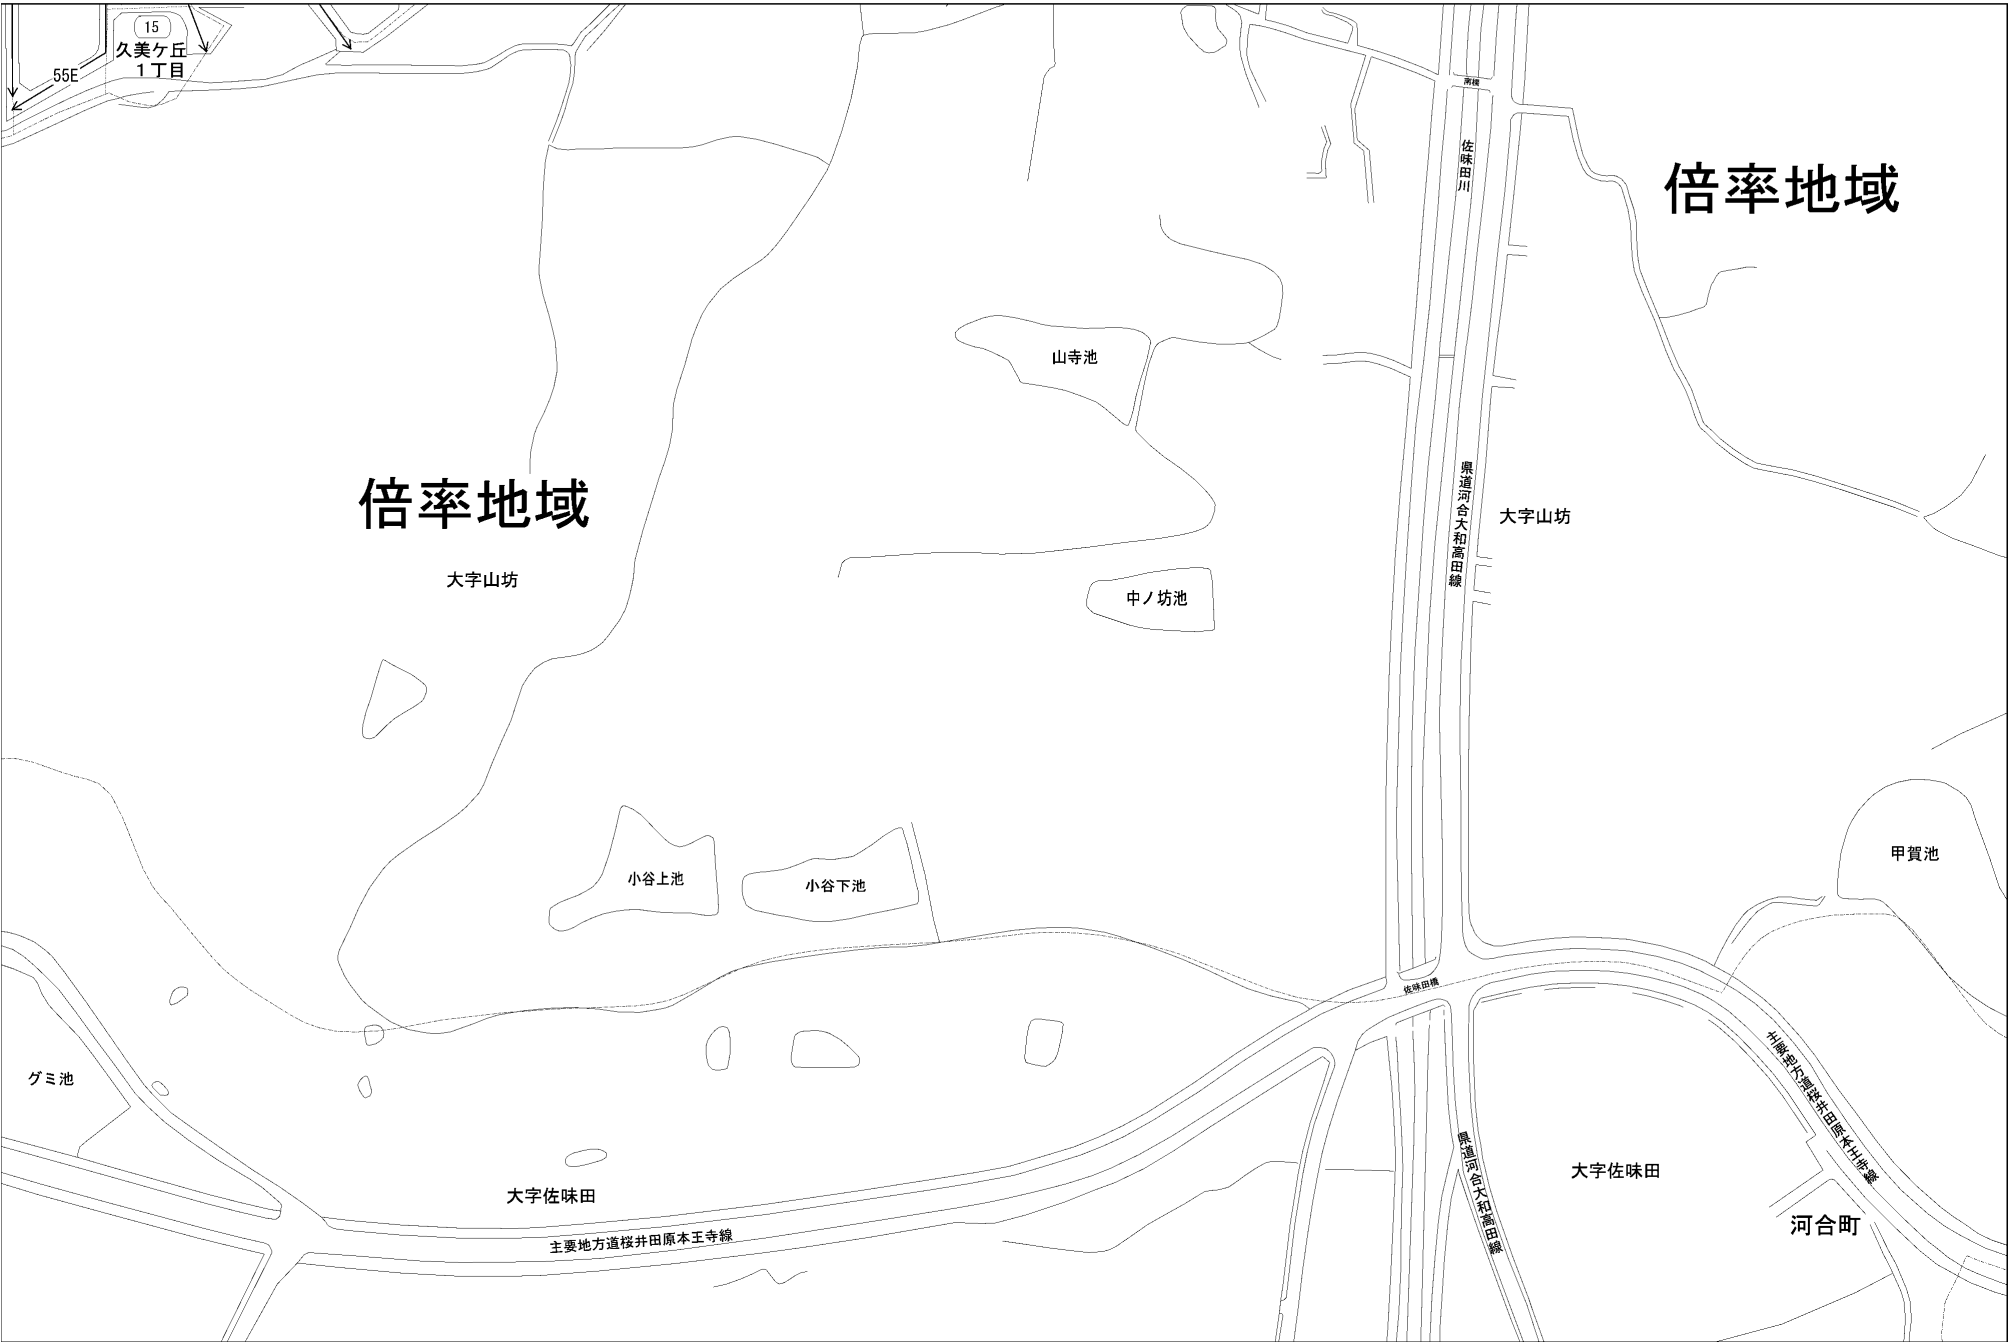 15
久美ケ丘
1丁目
55E
南橋
佐味田川
倍率地域
山寺池
倍率地域
県道河合大和高田線
大字山坊
大字山坊
中ノ坊池
小谷上池
小谷下池
甲賀池
佐味田橋
グミ池
主要地方道桜井田原本王寺線
県道河合大和高田線
大字佐味田
大字佐味田
河合町
主要地方道桜井田原本王寺線